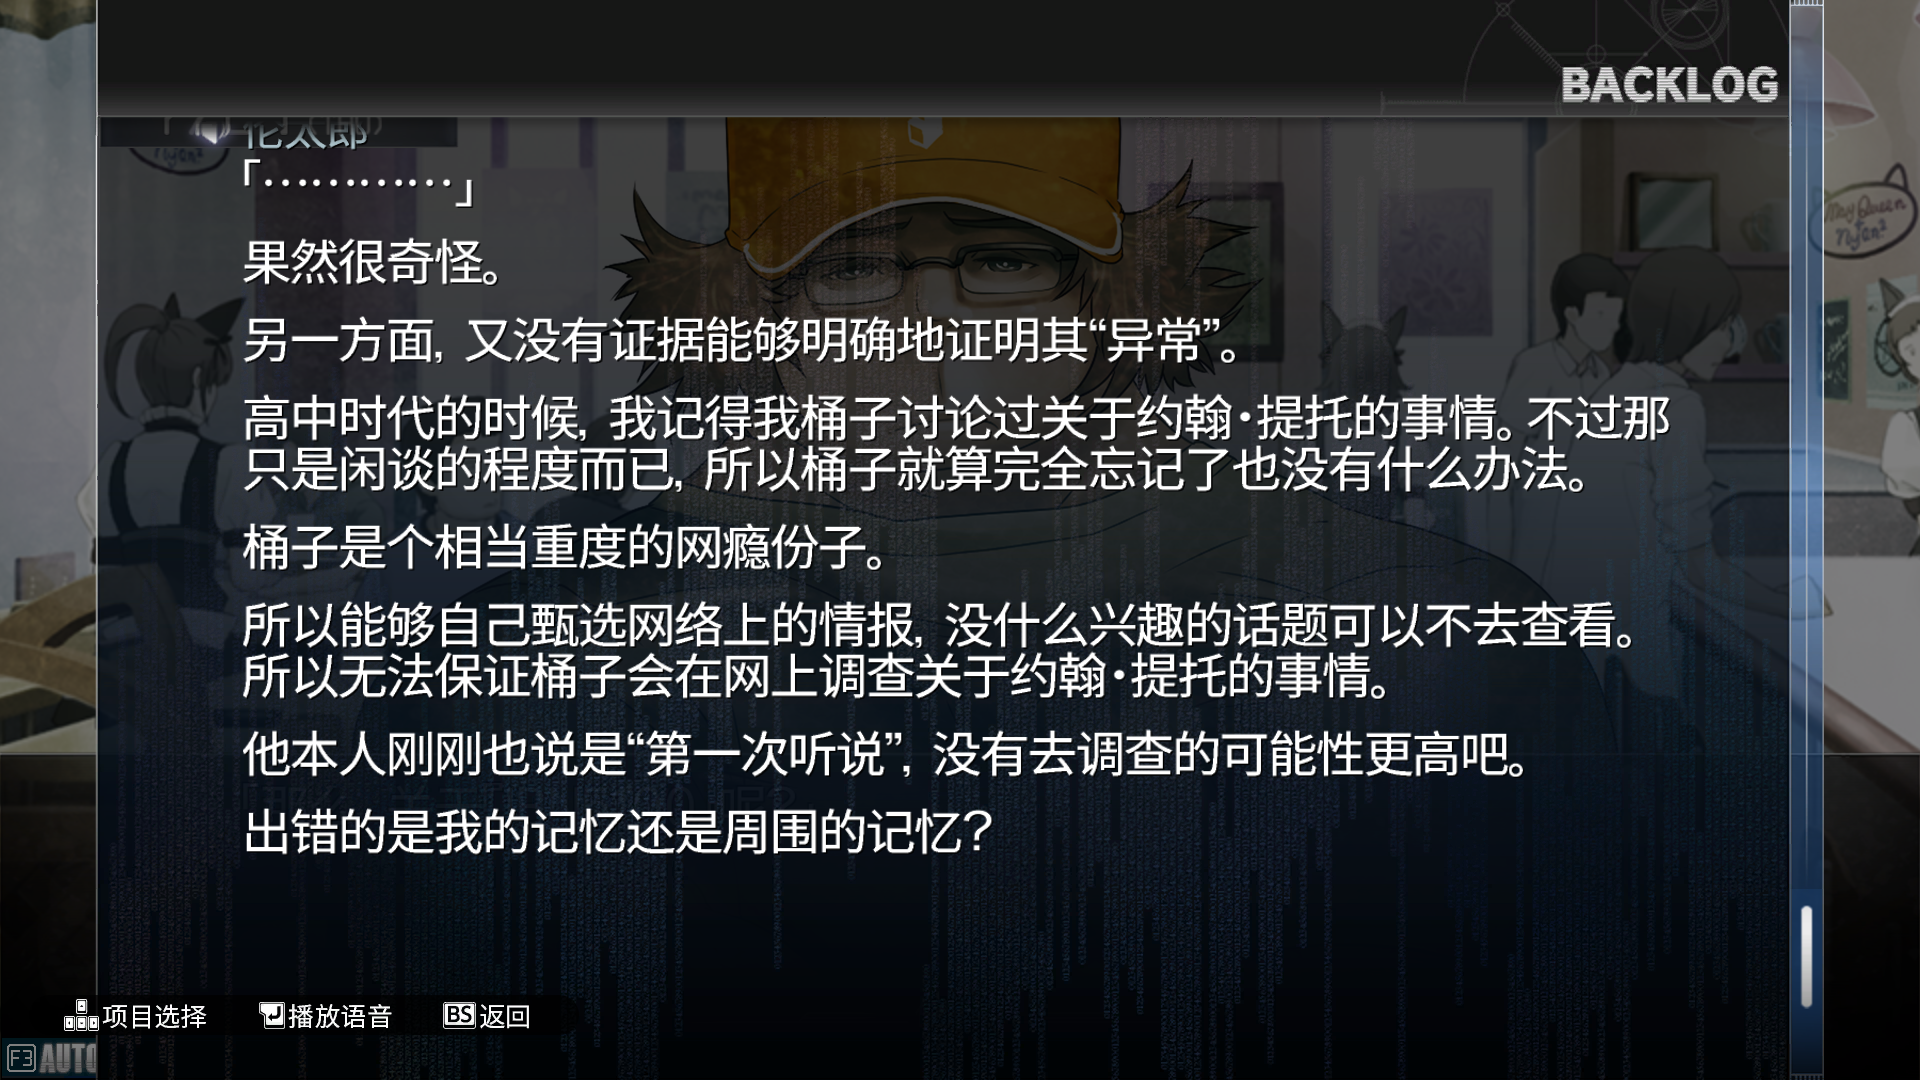 BACKLOG
伦太郎
「…………」
果然很奇怪。
另一方面, 又没有证据能够明确地证明其“异常”。
高中时代的时候, 我记得我桶子讨论过关于约翰·提托的事情。不过那
只是闲谈的程度而已, 所以桶子就算完全忘记了也没有什么办法。
桶子是个相当重度的网瘾份子。
所以能够自己甄选网络上的情报, 没什么兴趣的话题可以不去查看。
所以无法保证桶子会在网上调查关于约翰·提托的事情。
他本人刚刚也说是“第一次听说”, 没有去调查的可能性更高吧。
出错的是我的记忆还是周围的记忆?
May Queen
Nyan²
项目选择
播放语音
BS返回
F3 AUTO